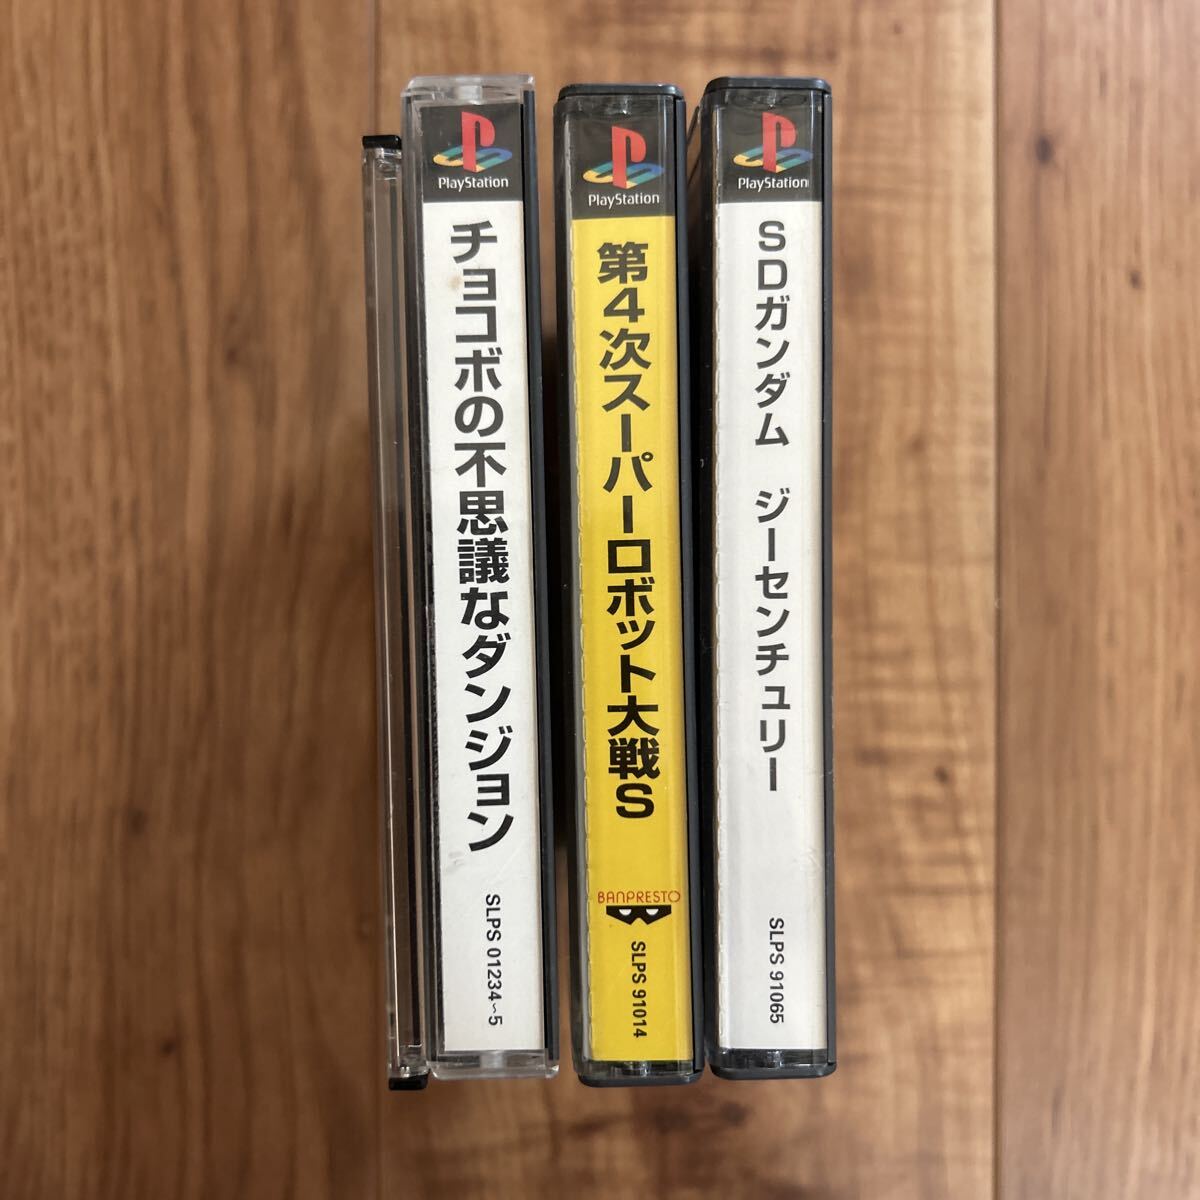 PlayStation
チョコボの不思議なダンジョン
SLPS 01234~5
PlayStation
第4次スーパーロボット大戦S
BANPRESTO
SLPS 91014
PlayStation
SDガンダム ジーセンチュリー
SLPS 91065